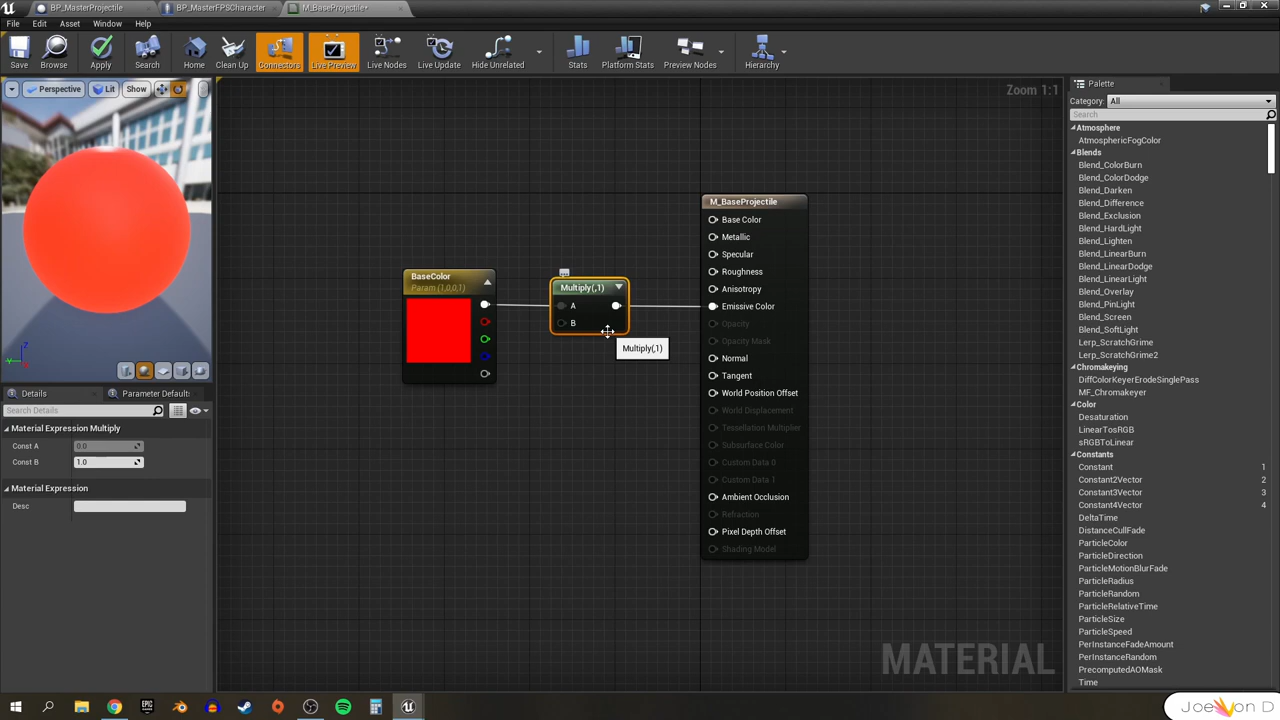 BP_MasterProjectile
BP_MasterFPSCharacter
M_BaseProjectile*
File
Edit
Asset
Window
Help
Save
Browse
Apply
Search
Home
Clean Up
Connectors
Live Preview
Live Nodes
Live Update
Hide Unrelated
Stats
Platform Stats
Preview Nodes
Hierarchy
Perspective
Lit
Show
Zoom 1:1
Palette
Category: All
Search
Atmosphere
AtmosphericFogColor
Blends
Blend_ColorBurn
Blend_ColorDodge
Blend_Darken
Blend_Difference
Blend_Exclusion
Blend_HardLight
Blend_Lighten
Blend_LinearBurn
Blend_LinearDodge
Blend_LinearLight
Blend_Overlay
Blend_PinLight
Blend_Screen
Blend_SoftLight
Lerp_ScratchGrime
Lerp_ScratchGrime2
Chromakeying
DiffColorKeyerErodeSinglePass
MF_Chromakeyer
Color
Desaturation
LinearTosRGB
sRGBToLinear
Constants
Constant 1
Constant2Vector 2
Constant3Vector 3
Constant4Vector 4
DeltaTime
DistanceCullFade
ParticleColor
ParticleDirection
ParticleMotionBlurFade
ParticleRadius
ParticleRandom
ParticleRelativeTime
ParticleSize
ParticleSpeed
PerInstanceFadeAmount
PerInstanceRandom
PrecomputedAOMask
Time
BaseColor
Param (1,0,0,1)
Multiply(,1)
A
B
Multiply(,1)
M_BaseProjectile
Base Color
Metallic
Specular
Roughness
Anisotropy
Emissive Color
Opacity
Opacity Mask
Normal
Tangent
World Position Offset
World Displacement
Tessellation Multiplier
Subsurface Color
Custom Data 0
Custom Data 1
Ambient Occlusion
Refraction
Pixel Depth Offset
Shading Model
MATERIAL
Z
Y
Details
Parameter Default
Search Details
Material Expression Multiply
Const A 0.0
Const B 1.0
Material Expression
Desc
EPIC
Joe Von D